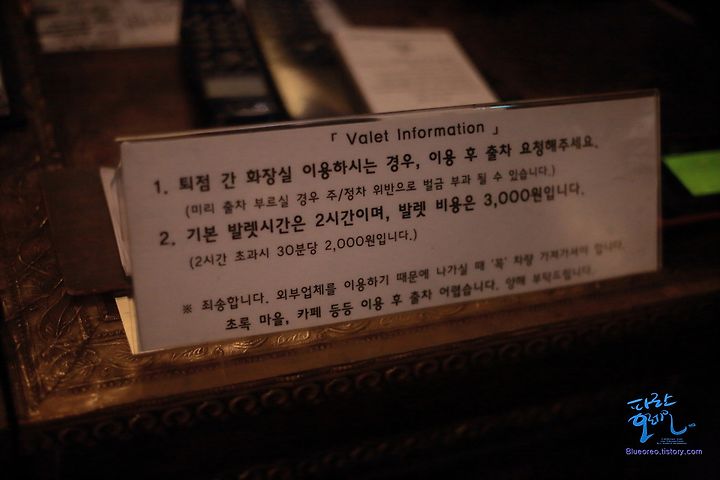 「 Valet Information 」
1. 퇴점 간 화장실 이용하시는 경우, 이용 후 출차 요청해주세요.
(미리 출차 부르실 경우 주/정차 위반으로 벌금 부과 될 수 있습니다.)
2. 기본 발렛시간은 2시간이며, 발렛 비용은 3,000원입니다.
(2시간 초과시 30분당 2,000원입니다.)
※ 죄송합니다. 외부업체를 이용하기 때문에 나가실 때 '꼭' 차량 가져가셔야 합니다.
초록 마을, 카페 등등 이용 후 출차 어렵습니다. 양해 부탁드립니다.
파란오레오
Blueoreo.tistory.com